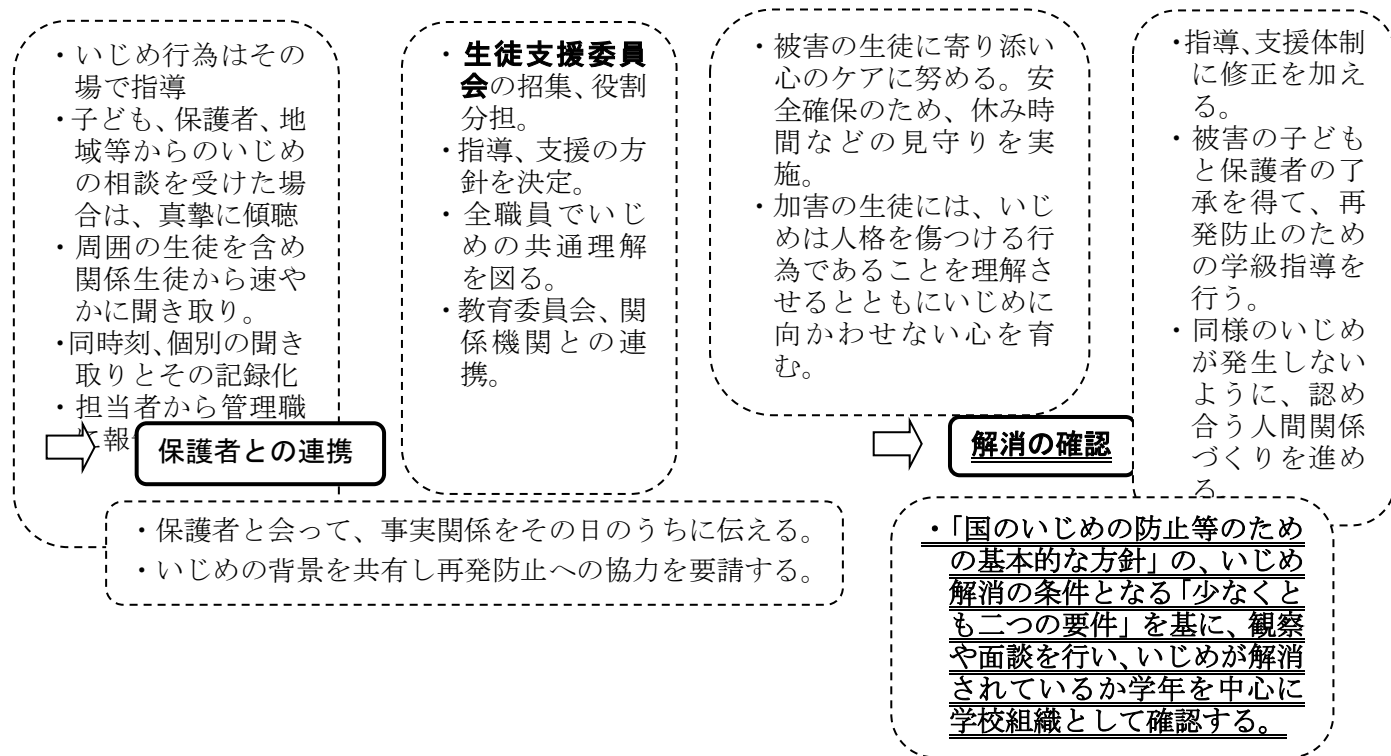 ・いじめ行為はその
場で指導
・子ども、保護者、地
域等からのいじめ
の相談を受けた場
合は、真摯に傾聴
・周囲の生徒を含め
関係生徒から速や
かに聞き取り。
・同時刻、個別の聞き
取りとその記録化
・担当者から管理職
報
・生徒支援委員
会の招集、役割
分担。
・指導、支援の方
針を決定。
・全職員でいじ
めの共通理解
を図る。
・教育委員会、関
係機関との連
携。
・被害の生徒に寄り添い
心のケアに努める。安
全確保のため、休み時
間などの見守りを実
施。
・加害の生徒には、いじ
めは人格を傷つける行
為であることを理解さ
せるとともにいじめに
向かわせない心を育
む。
・指導、支援体制
に修正を加え
る。
・被害の子ども
と保護者の了
承を得て、再
発防止のため
の学級指導を
行う。
・同様のいじめ
が発生しない
ように、認め
合う人間関係
づくりを進め
る
保護者との連携
・保護者と会って、事実関係をその日のうちに伝える。
・いじめの背景を共有し再発防止への協力を要請する。
解消の確認
・「国のいじめの防止等のため
の基本的な方針」の、いじめ
解消の条件となる「少なくと
も二つの要件」を基に、観察
や面談を行い、いじめが解消
されているか学年を中心に
学校組織として確認する。